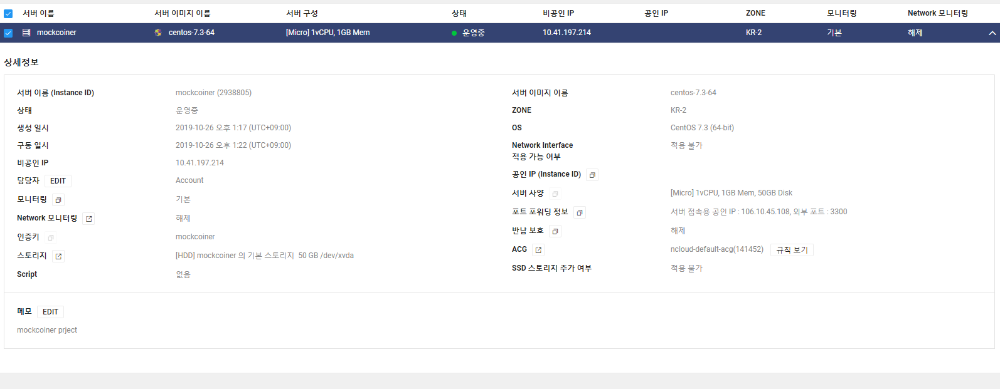 서버 이름 서버 이미지 이름 서버 구성 상태 비공인 IP 공인 IP ZONE 모니터링 Network 모니터링
mockcoiner centos-7.3-64 [Micro] 1vCPU, 1GB Mem 운영중 10.41.197.214 KR-2 기본 해제
상세정보
서버 이름 (Instance ID) mockcoiner (2938805)
상태 운영중
생성 일시 2019-10-26 오후 1:17 (UTC+09:00)
구동 일시 2019-10-26 오후 1:22 (UTC+09:00)
비공인 IP 10.41.197.214
담당자 EDIT Account
모니터링 기본
Network 모니터링 해제
인증키 mockcoiner
스토리지 [HDD] mockcoiner 의 기본 스토리지 50 GB /dev/xvda
Script 없음
서버 이미지 이름 centos-7.3-64
ZONE KR-2
OS CentOS 7.3 (64-bit)
Network Interface 적용 불가
적용 가능 여부
공인 IP (Instance ID)
서버 사양 [Micro] 1vCPU, 1GB Mem, 50GB Disk
포트 포워딩 정보 서버 접속용 공인 IP : 106.10.45.108, 외부 포트 : 3300
반납 보호 해제
ACG ncloud-default-acg(141452) 규칙 보기
SSD 스토리지 추가 여부 적용 불가
메모 EDIT
mockcoiner prject